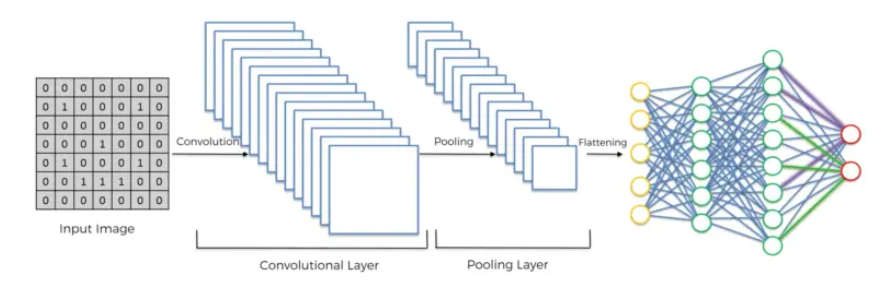 0 0 0 0 0 0 0
0 1 0 0 0 1 0
0 0 0 0 0 0 0
0 0 0 1 0 0 0
0 1 0 0 0 1 0
0 0 1 1 1 0 0
0 0 0 0 0 0 0
Input Image
Convolution
Pooling
Flattening
Convolutional Layer
Pooling Layer